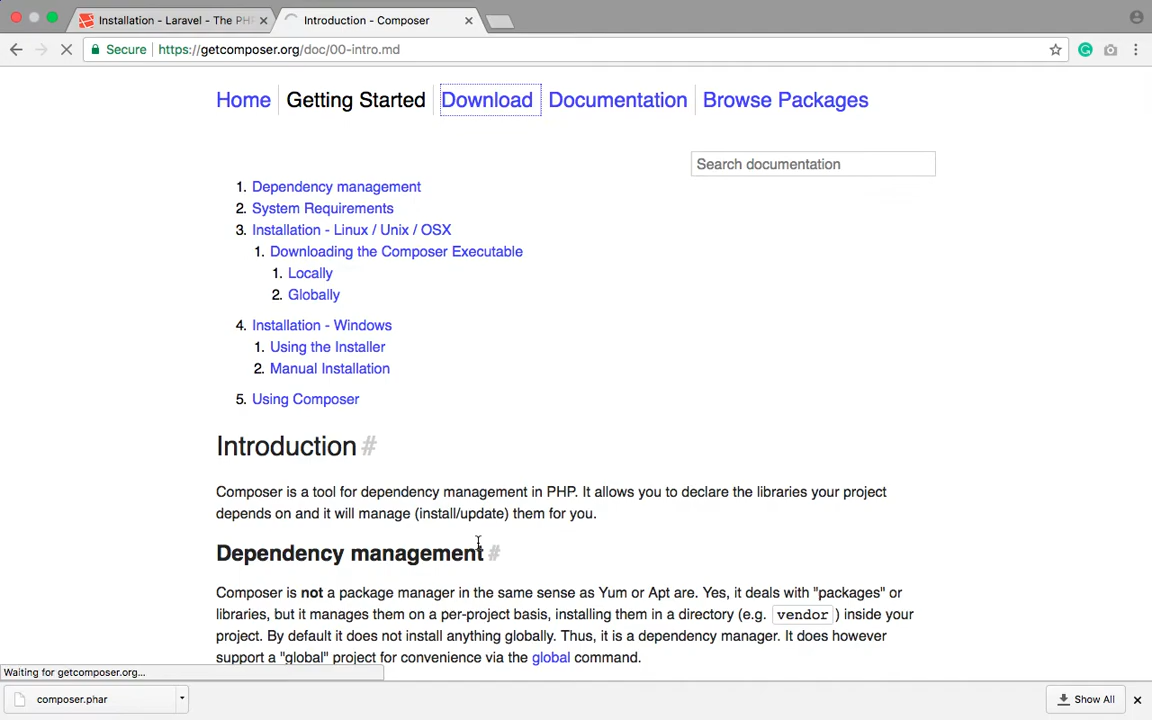 Installation - Laravel - The PH
Introduction - Composer
Secure
https://getcomposer.org/doc/00-intro.md
Home
Getting Started
Download
Documentation
Browse Packages
Search documentation
1. Dependency management
2. System Requirements
3. Installation - Linux / Unix / OSX
1. Downloading the Composer Executable
1. Locally
2. Globally
4. Installation - Windows
1. Using the Installer
2. Manual Installation
5. Using Composer
Introduction #
Composer is a tool for dependency management in PHP. It allows you to declare the libraries your project
depends on and it will manage (install/update) them for you.
Dependency management #
Composer is not a package manager in the same sense as Yum or Apt are. Yes, it deals with "packages" or
libraries, but it manages them on a per-project basis, installing them in a directory (e.g. vendor ) inside your
project. By default it does not install anything globally. Thus, it is a dependency manager. It does however
support a "global" project for convenience via the global command.
Waiting for getcomposer.org...
composer.phar
Show All